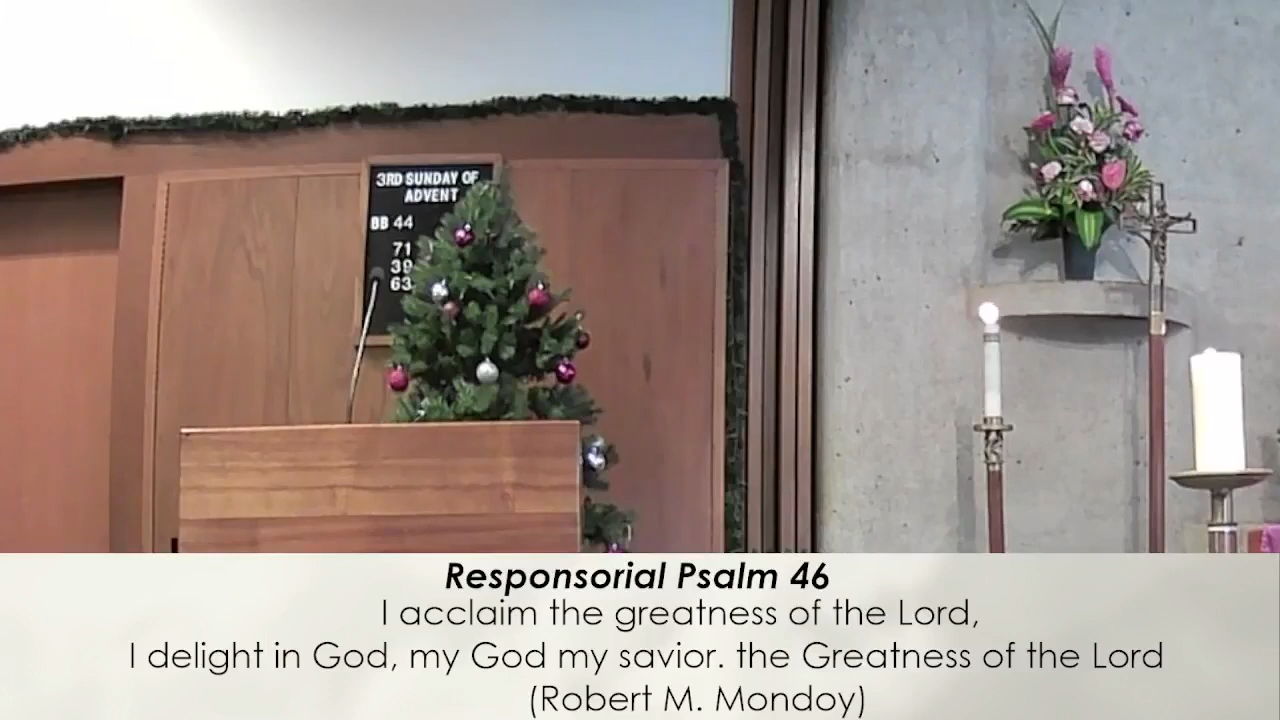 3RD SUNDAY OF
ADVENT
BB 44
71
39
63
Responsorial Psalm 46
I acclaim the greatness of the Lord,
I delight in God, my God my savior. the Greatness of the Lord
(Robert M. Mondoy)